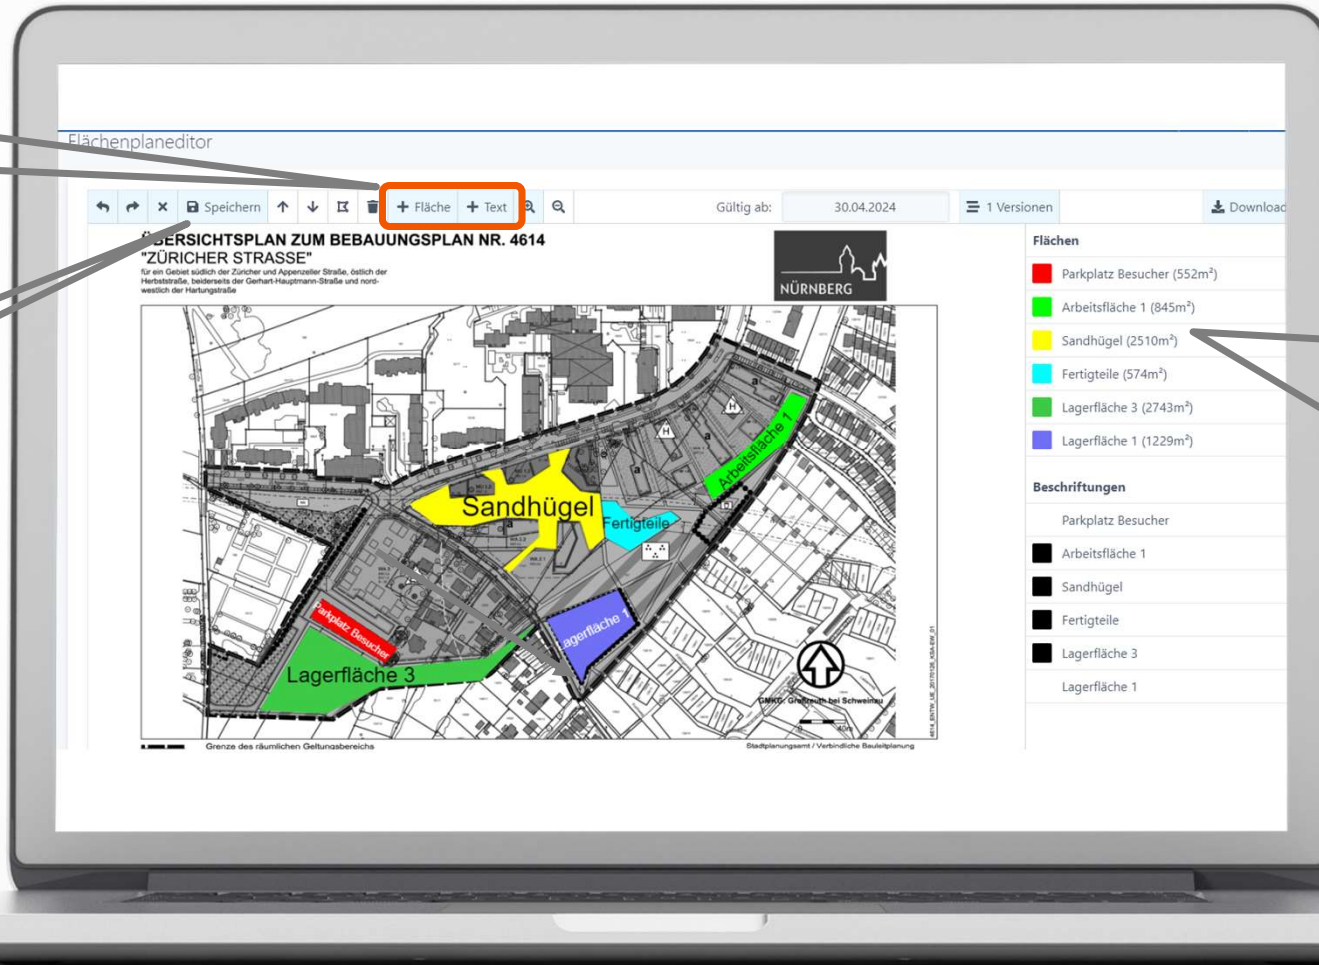 Flächenplaneditor
Speichern
+ Fläche
+ Text
Gültig ab:
30.04.2024
1 Versionen
Download
ÜBERSICHTSPLAN ZUM BEBAUUNGSPLAN NR. 4614
"ZÜRICHER STRASSE"
für ein Gebiet südlich der Züricher und Appenzeller Straße, östlich der
Herbststraße, beiderseits der Gerhart-Hauptmann-Straße und nord-
westlich der Hartungstraße
NÜRNBERG
Flächen
Parkplatz Besucher (552m²)
Arbeitsfläche 1 (845m²)
Sandhügel (2510m²)
Fertigteile (574m²)
Lagerfläche 3 (2743m²)
Lagerfläche 1 (1229m²)
Beschriftungen
Parkplatz Besucher
Arbeitsfläche 1
Sandhügel
Fertigteile
Lagerfläche 3
Lagerfläche 1
H
H
a
a
a
a
Arbeitsfläche 1
Sandhügel
Fertigteile
Parkplatz Besucher
Lagerfläche 1
Lagerfläche 3
GMKG: Großreuth bei Schweinau
Grenze des räumlichen Geltungsbereichs
Stadtplanungsamt / Verbindliche Bauleitplanung